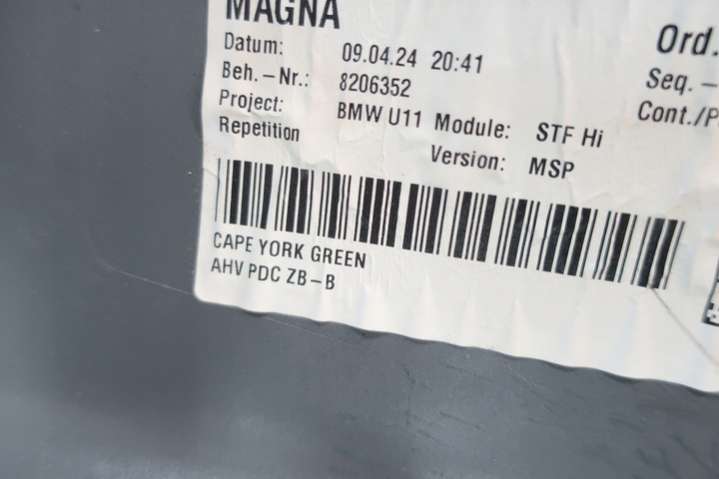 MAGNA
Datum: 09.04.24 20:41
Beh.-Nr.: 8206352
Project: BMW U11 Module: STF Hi
Repetition Version: MSP
Ord.
Seq. -
Cont./P
CAPE YORK GREEN
AHV PDC ZB-B